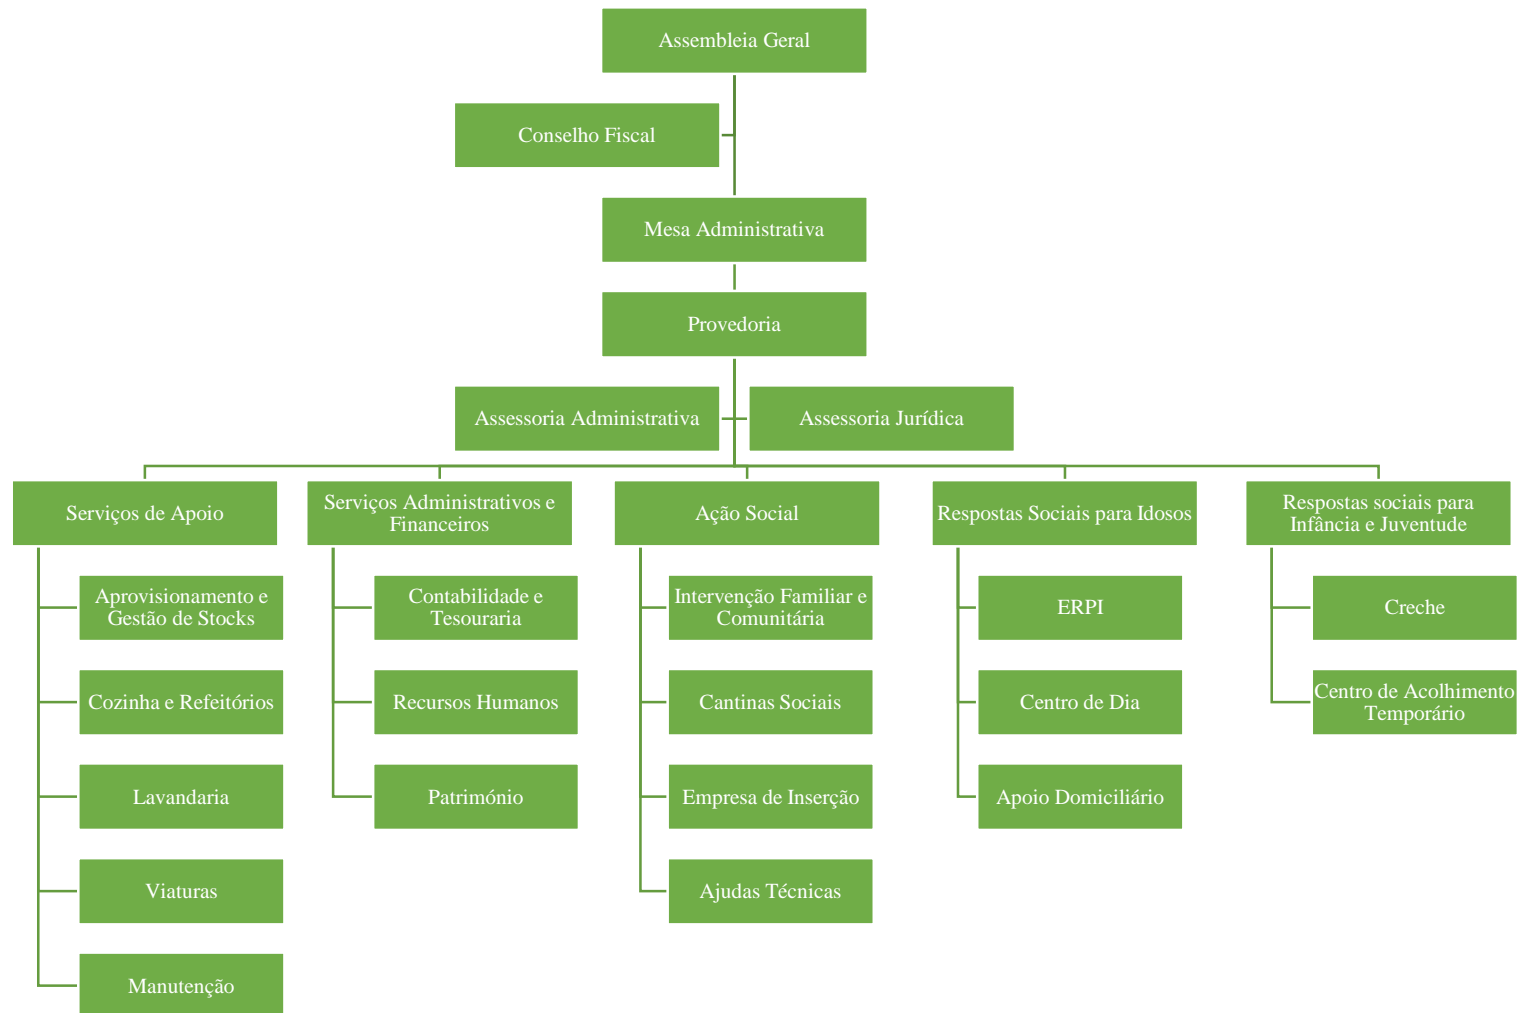 Assembleia Geral
Conselho Fiscal
Mesa Administrativa
Provedoria
Assessoria Administrativa
Assessoria Jurídica
Serviços de Apoio
Serviços Administrativos e
Financeiros
Ação Social
Respostas Sociais para Idosos
Respostas sociais para
Infância e Juventude
Aprovisionamento e
Gestão de Stocks
Contabilidade e
Tesouraria
Intervenção Familiar e
Comunitária
ERPI
Creche
Cozinha e Refeitórios
Recursos Humanos
Cantinas Sociais
Centro de Dia
Centro de Acolhimento
Temporário
Lavandaria
Património
Empresa de Inserção
Apoio Domiciliário
Viaturas
Ajudas Técnicas
Manutenção